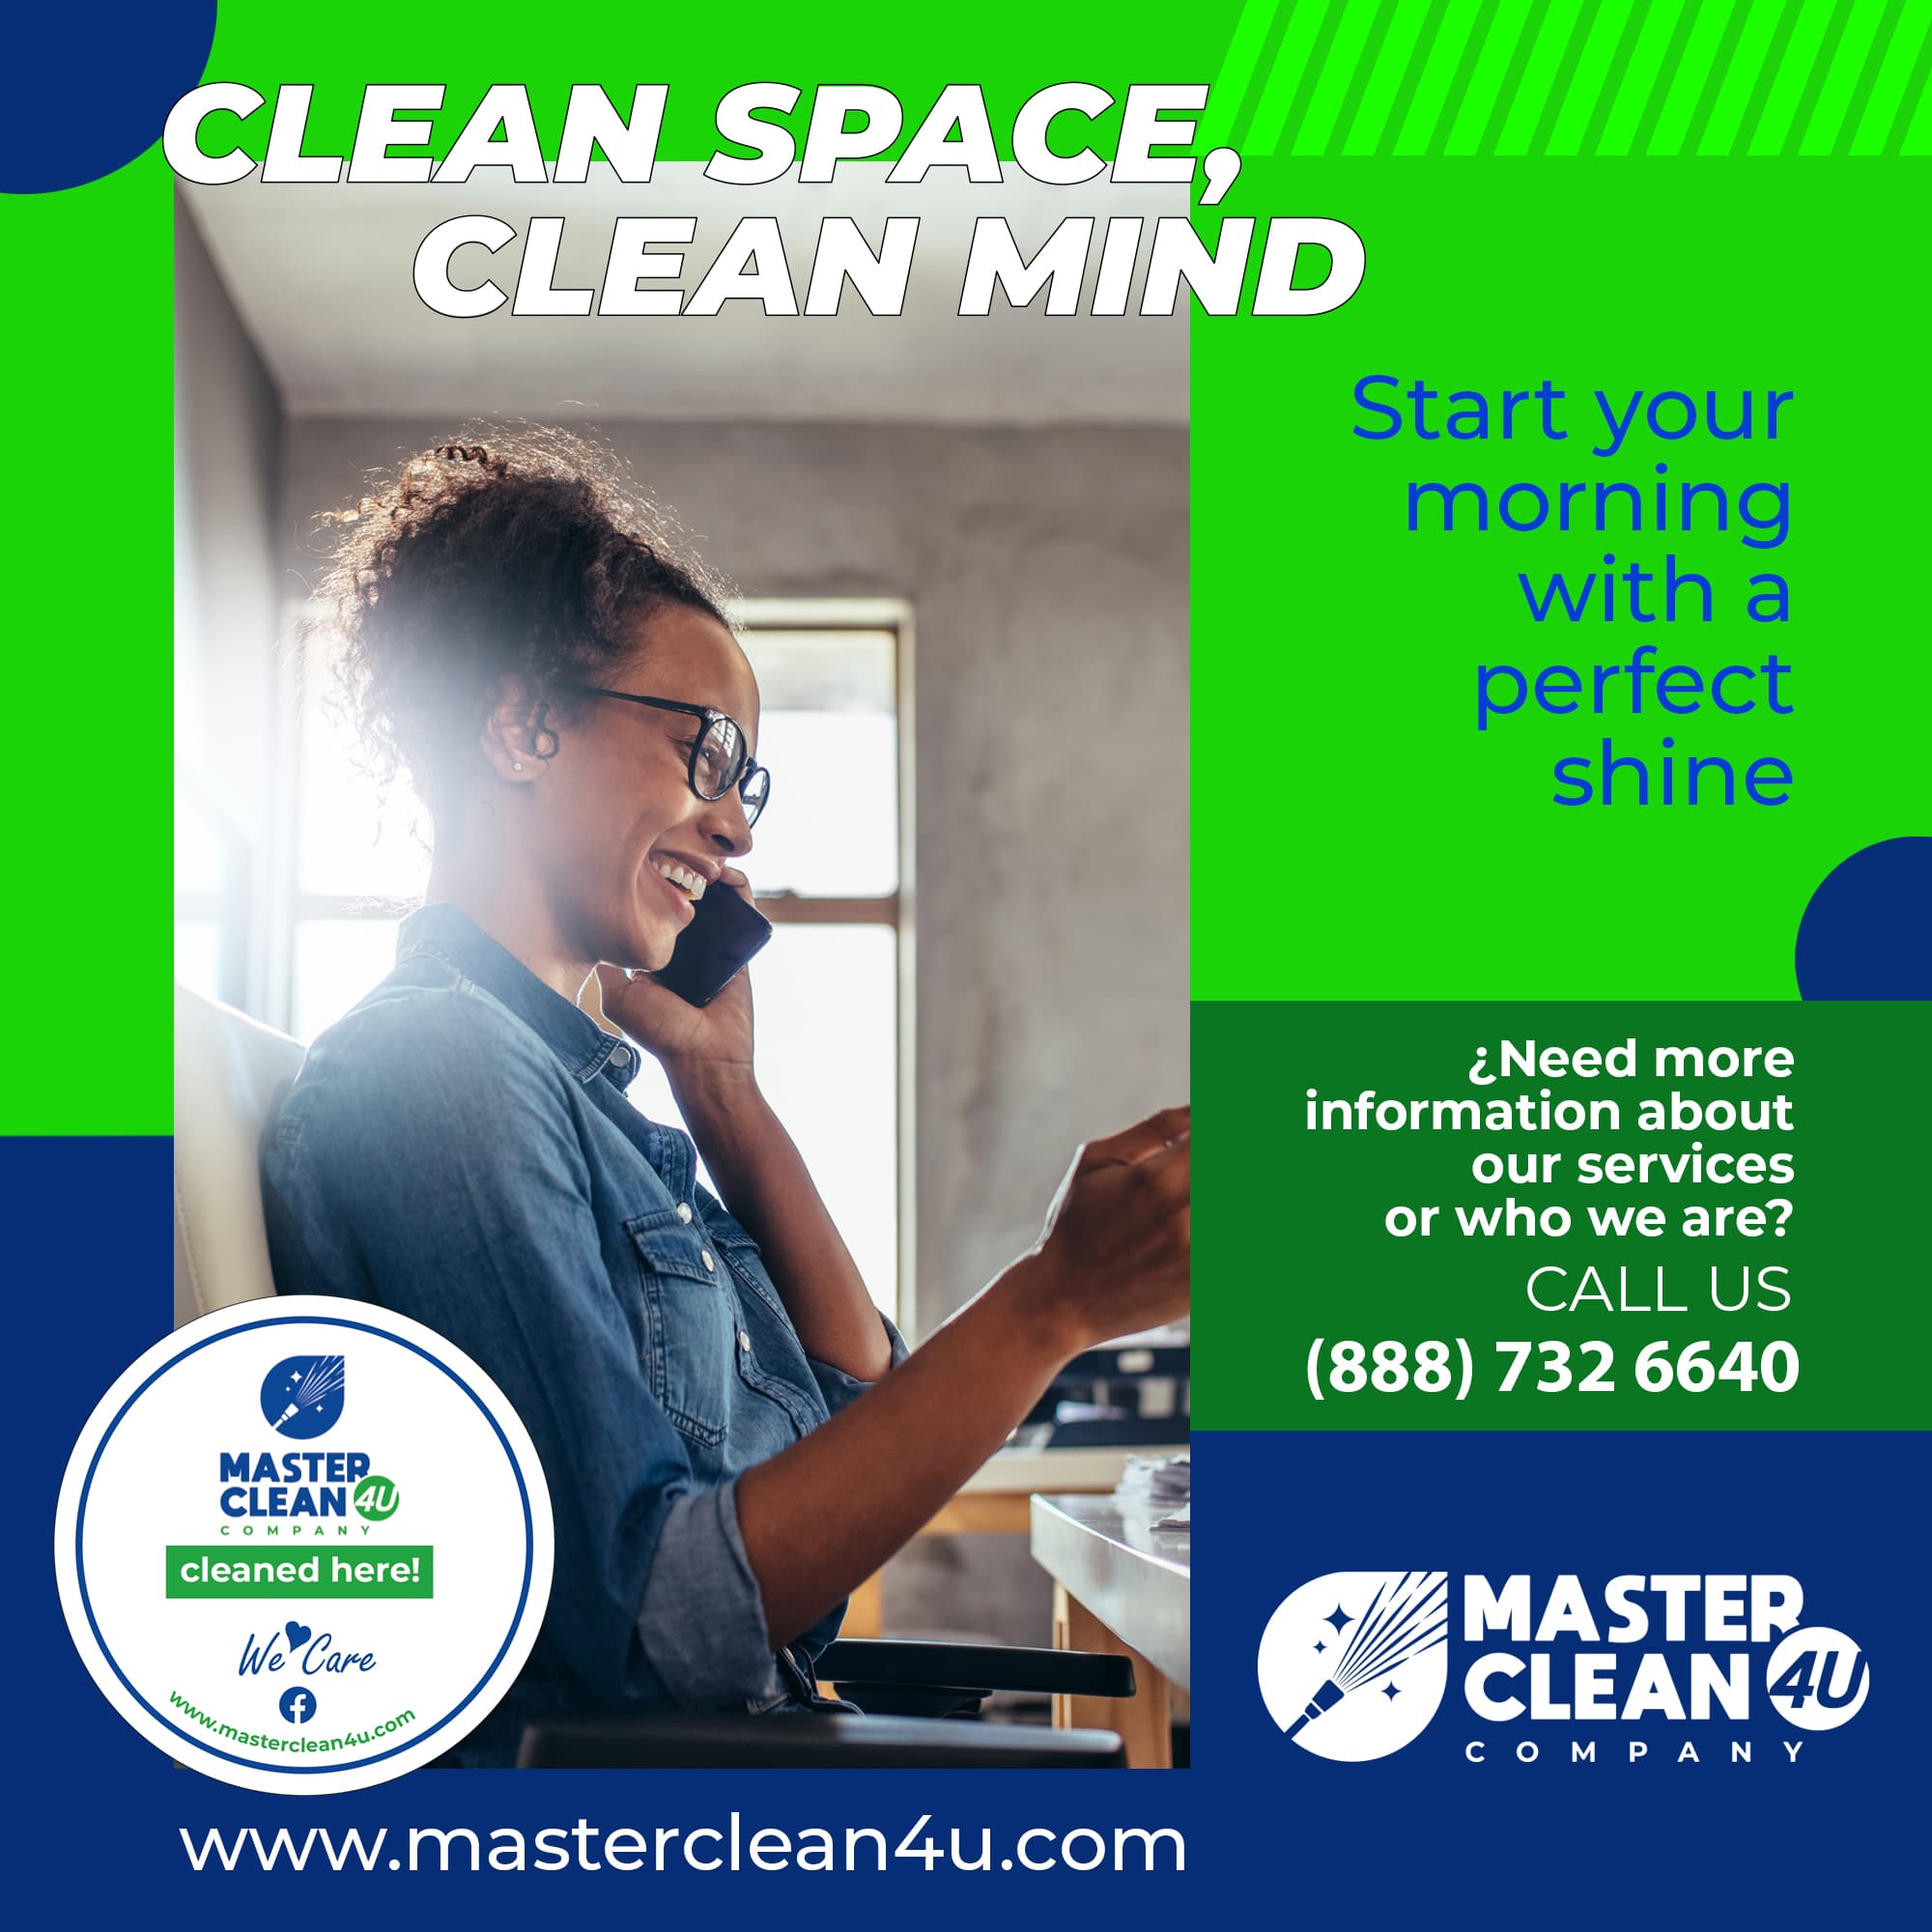 CLEAN SPACE,
CLEAN MIND
Start your
morning
with a
perfect
shine
¿Need more
information about
our services
or who we are?
CALL US
(888) 732 6640
MASTER
CLEAN 4U
COMPANY
cleaned here!
We Care
www.masterclean4u.com
MASTER
CLEAN 4U
COMPANY
www.masterclean4u.com